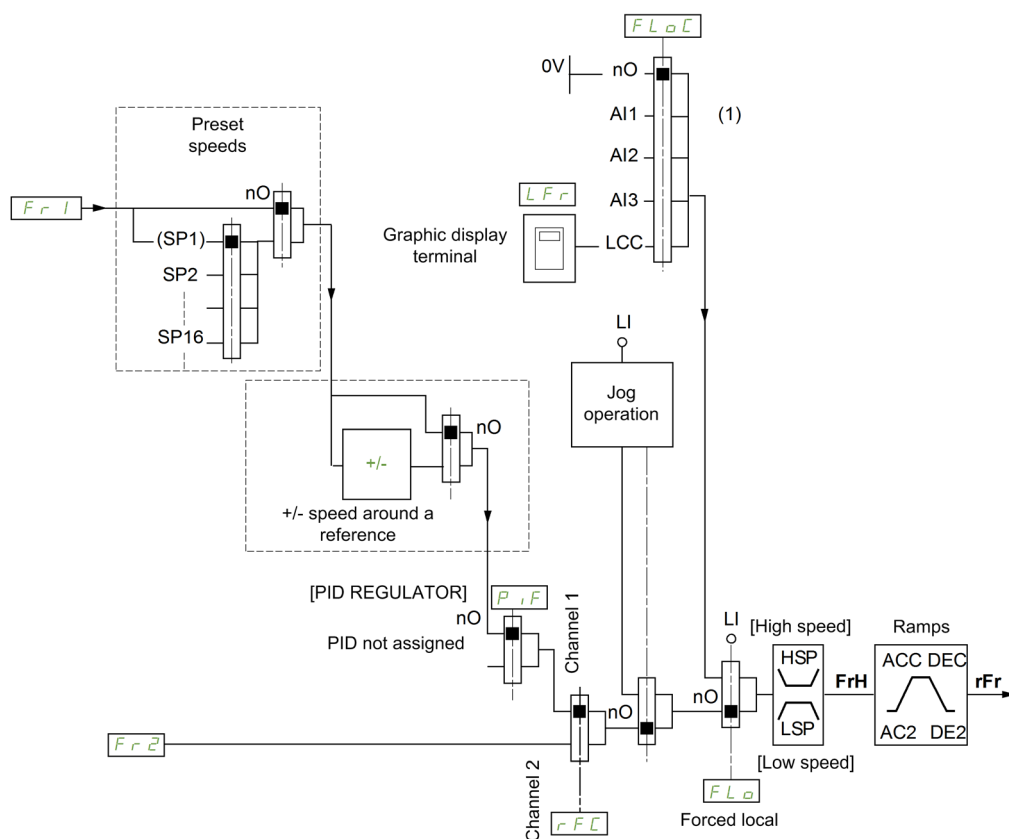 FLoC
0V
nO
AI1
(1)
AI2
AI3
LFr
Graphic display
terminal
LCC
Preset
speeds
nO
Fr1
(SP1)
SP2
SP16
LI
Jog
operation
nO
+/-
+/- speed around a
reference
[PID REGULATOR]
PiF
nO
PID not assigned
Channel 1
nO
LI
nO
[High speed]
HSP
LSP
[Low speed]
FrH
Ramps
ACC DEC
AC2 DE2
rFr
Fr2
Channel 2
rFC
FLo
Forced local